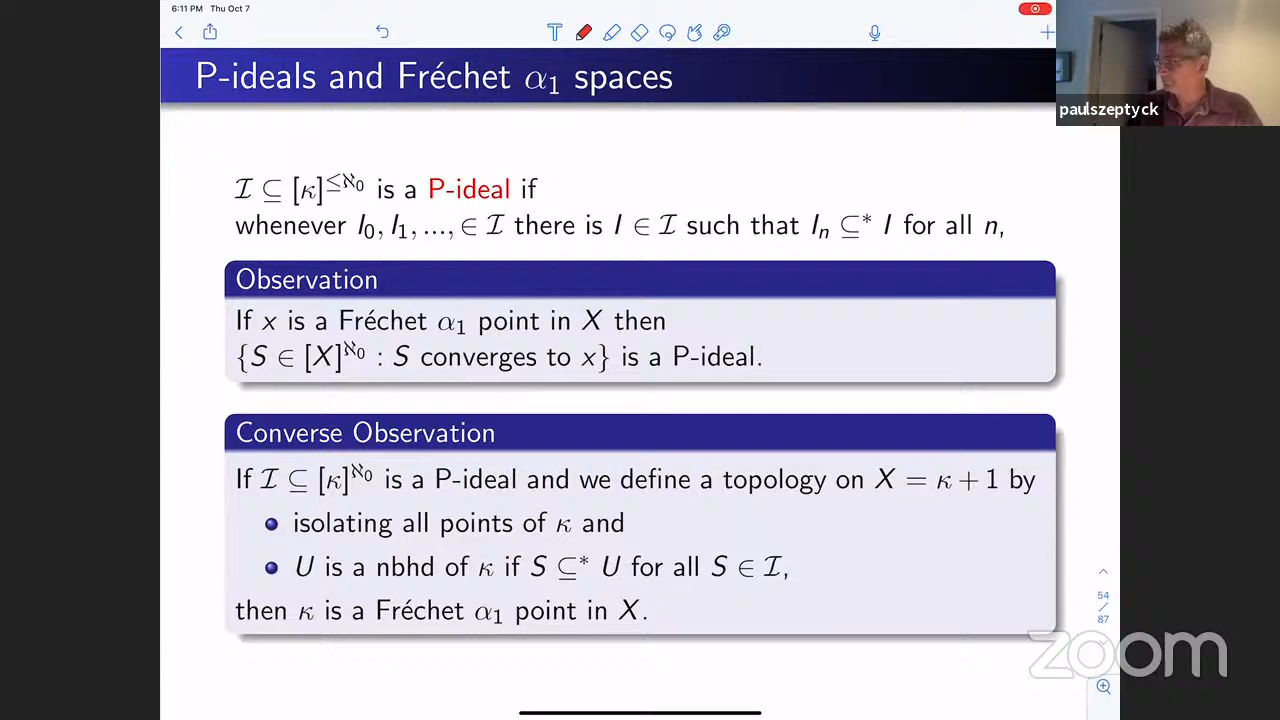 6:11 PM Thu Oct 7
P-ideals and Fréchet α₁ spaces
paulszeptyck
𝓘 ⊆ [κ]^{≤ℵ₀} is a P-ideal if
whenever I₀, I₁, ..., ∈ 𝓘 there is I ∈ 𝓘 such that Iₙ ⊆* I for all n,
Observation
If x is a Fréchet α₁ point in X then
{S ∈ [X]^{ℵ₀} : S converges to x} is a P-ideal.
Converse Observation
If 𝓘 ⊆ [κ]^{ℵ₀} is a P-ideal and we define a topology on X = κ + 1 by
isolating all points of κ and
U is a nbhd of κ if S ⊆* U for all S ∈ 𝓘,
then κ is a Fréchet α₁ point in X.
54
/
87
zoom